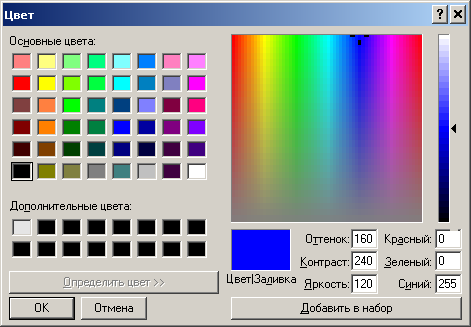 Цвет
Основные цвета:
Дополнительные цвета:
Определить цвет >>
OK
Отмена
Цвет|Заливка
Оттенок: 160
Контраст: 240
Яркость: 120
Красный: 0
Зеленый: 0
Синий: 255
Добавить в набор